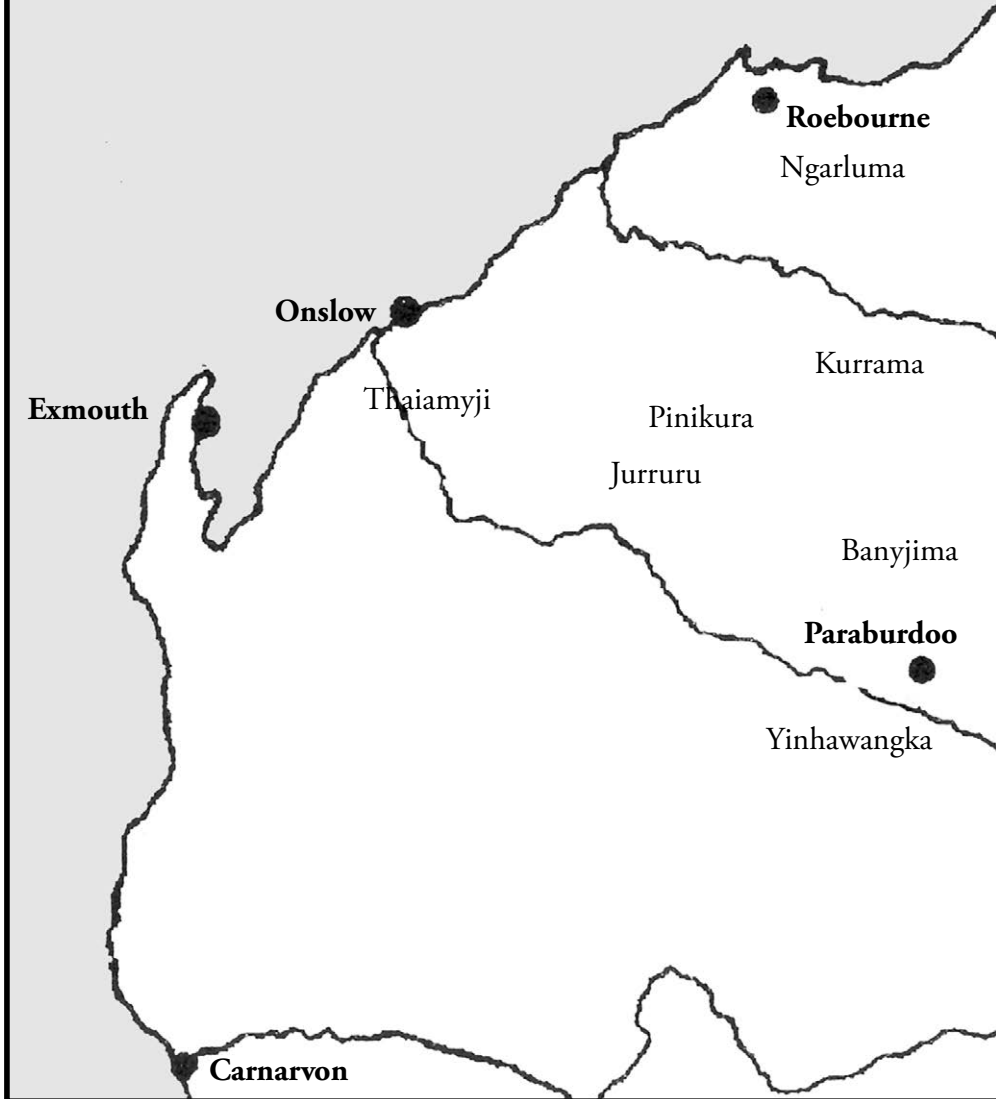 Roebourne
Ngarluma
Onslow
Kurrama
Thaiamyji
Exmouth
Pinikura
Jurruru
Banyjima
Paraburdoo
Yinhawangka
Carnarvon